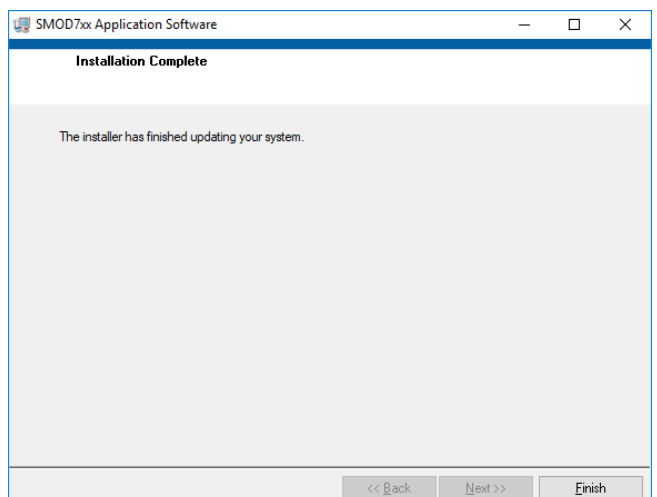 SMOD7xx Application Software
Installation Complete
The installer has finished updating your system.
<< Back Next >> Finish